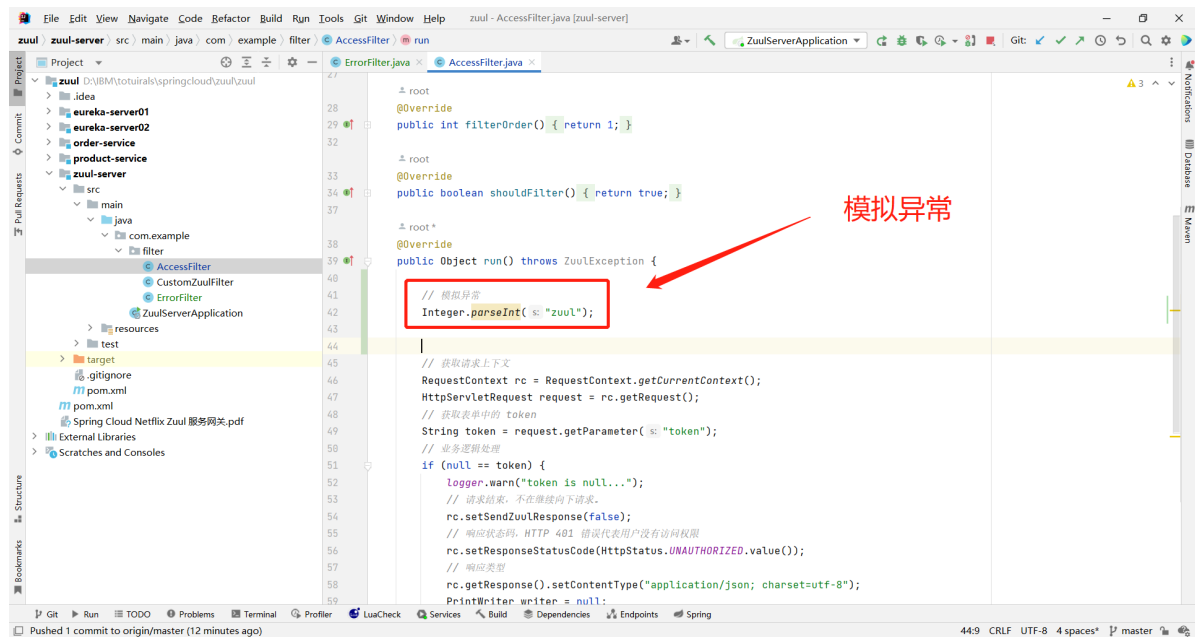 File Edit View Navigate Code Refactor Build Run Tools Git Window Help zuul - AccessFilter.java [zuul-server]
zuul zuul-server src main java com example filter AccessFilter run ZuulServerApplication Git:
Project ErrorFilter.java AccessFilter.java
zuul D:\IBM\totuirals\springcloud\zuul\zuul
.idea
eureka-server01
eureka-server02
order-service
product-service
zuul-server
src
main
java
com.example
filter
AccessFilter
CustomZuulFilter
ErrorFilter
ZuulServerApplication
resources
test
target
.gitignore
pom.xml
pom.xml
Spring Cloud Netflix Zuul 服务网关.pdf
External Libraries
Scratches and Consoles
Project
Commit
Pull Requests
Structure
Bookmarks
27
root
28 @Override
29 public int filterOrder() { return 1; }
32
root
33 @Override
34 public boolean shouldFilter() { return true; }
37
root *
38 @Override
39 public Object run() throws ZuulException {
40
41 // 模拟异常
42 Integer.parseInt( s: "zuul");
43
44
45 // 获取请求上下文
46 RequestContext rc = RequestContext.getCurrentContext();
47 HttpServletRequest request = rc.getRequest();
48 // 获取表单中的 token
49 String token = request.getParameter( s: "token");
50 // 业务逻辑处理
51 if (null == token) {
52 logger.warn("token is null...");
53 // 请求结束，不在继续向下请求。
54 rc.setSendZuulResponse(false);
55 // 响应状态码，HTTP 401 错误代表用户没有访问权限
56 rc.setResponseStatusCode(HttpStatus.UNAUTHORIZED.value());
57 // 响应类型
58 rc.getResponse().setContentType("application/json; charset=utf-8");
59 PrintWriter writer = null;
模拟异常
3
Notifications
Database
Maven
Git Run TODO Problems Terminal Profiler LuaCheck Services Build Dependencies Endpoints Spring
Pushed 1 commit to origin/master (12 minutes ago) 44:9 CRLF UTF-8 4 spaces* master